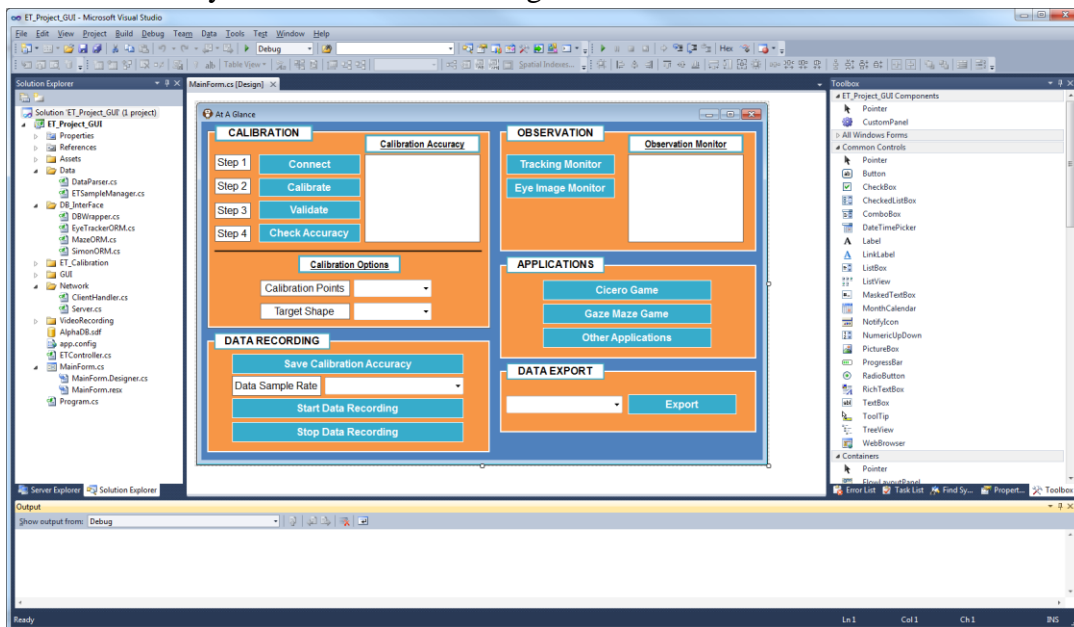 ET_Project_GUI - Microsoft Visual Studio
File Edit View Project Build Debug Team Data Tools Test Window Help
Debug
Hex
Table View
Spatial Indexes...
Solution Explorer
Solution 'ET_Project_GUI' (1 project)
ET_Project_GUI
Properties
References
Assets
Data
DataParser.cs
ETSampleManager.cs
DB_InterFace
DBWrapper.cs
EyeTrackerORM.cs
MazeORM.cs
SimonORM.cs
ET_Calibration
GUI
Network
ClientHandler.cs
Server.cs
VideoRecording
AlphaDB.sdf
app.config
ETController.cs
MainForm.cs
MainForm.Designer.cs
MainForm.resx
Program.cs
Server Explorer Solution Explorer
MainForm.cs [Design]
At A Glance
CALIBRATION
Calibration Accuracy
Step 1 Connect
Step 2 Calibrate
Step 3 Validate
Step 4 Check Accuracy
Calibration Options
Calibration Points
Target Shape
DATA RECORDING
Save Calibration Accuracy
Data Sample Rate
Start Data Recording
Stop Data Recording
OBSERVATION
Observation Monitor
Tracking Monitor
Eye Image Monitor
APPLICATIONS
Cicero Game
Gaze Maze Game
Other Applications
DATA EXPORT
Export
Toolbox
ET_Project_GUI Components
Pointer
CustomPanel
All Windows Forms
Common Controls
Pointer
Button
CheckBox
CheckedListBox
ComboBox
DateTimePicker
Label
LinkLabel
ListBox
ListView
MaskedTextBox
MonthCalendar
NotifyIcon
NumericUpDown
PictureBox
ProgressBar
RadioButton
RichTextBox
TextBox
ToolTip
TreeView
WebBrowser
Containers
Pointer
FlowLayoutPanel
Error List Task List Find Sy... Propert... Toolbox
Output
Show output from: Debug
Ready Ln 1 Col 1 Ch 1 INS